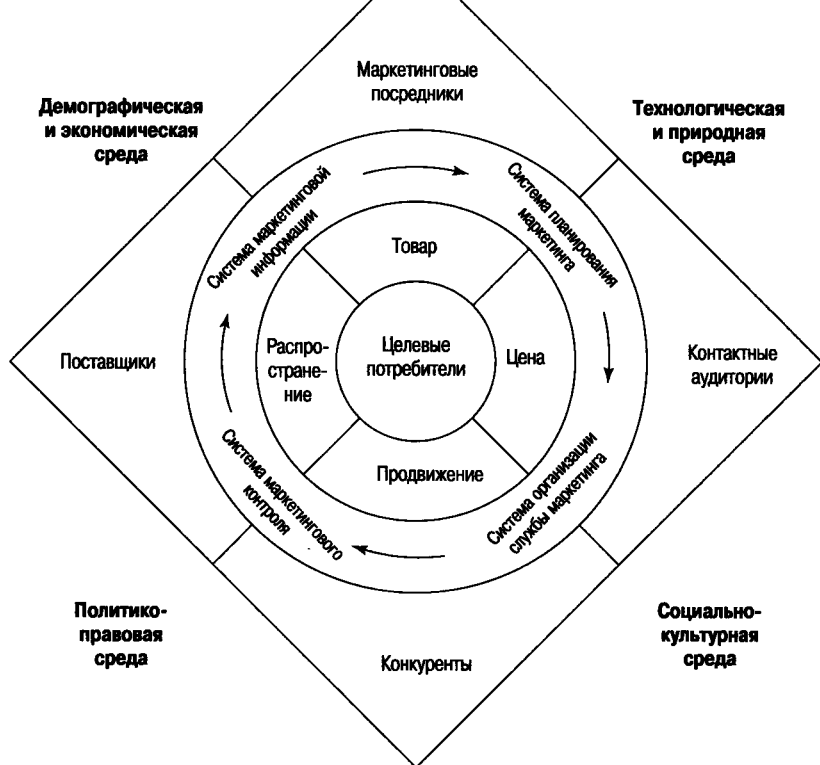 Маркетинговые
посредники
Демографическая
и экономическая
среда
Технологическая
и природная
среда
Система маркетинговой
информации
Система планирования
маркетинга
Товар
Поставщики
Распро-
стране-
ние
Целевые
потребители
Цена
Контактные
аудитории
Продвижение
Система маркетингового
контроля
Система организации
службы маркетинга
Политико-
правовая
среда
Конкуренты
Социально-
культурная
среда